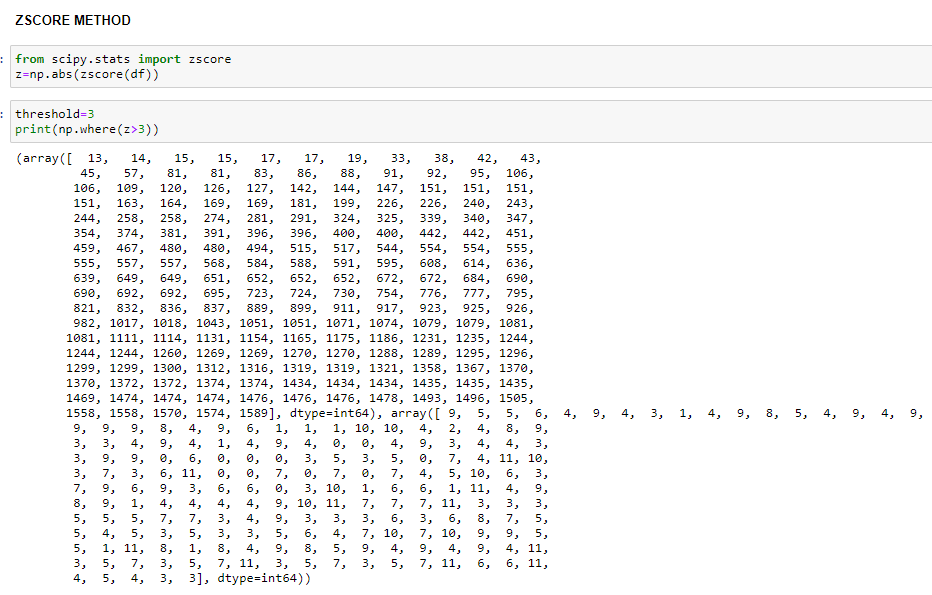 ZSCORE METHOD
: from scipy.stats import zscore
z=np.abs(zscore(df))
: threshold=3
print(np.where(z>3))
(array([  13,   14,   15,   15,   17,   17,   19,   33,   38,   42,   43,
45,   57,   81,   81,   83,   86,   88,   91,   92,   95,  106,
106,  109,  120,  126,  127,  142,  144,  147,  151,  151,  151,
151,  163,  164,  169,  169,  181,  199,  226,  226,  240,  243,
244,  258,  258,  274,  281,  291,  324,  325,  339,  340,  347,
354,  374,  381,  391,  396,  396,  400,  400,  442,  442,  451,
459,  467,  480,  480,  494,  515,  517,  544,  554,  554,  555,
555,  557,  557,  568,  584,  588,  591,  595,  608,  614,  636,
639,  649,  649,  651,  652,  652,  652,  672,  672,  684,  690,
690,  692,  692,  695,  723,  724,  730,  754,  776,  777,  795,
821,  832,  836,  837,  889,  899,  911,  917,  923,  925,  926,
982, 1017, 1018, 1043, 1051, 1051, 1071, 1074, 1079, 1079, 1081,
1081, 1111, 1114, 1131, 1154, 1165, 1175, 1186, 1231, 1235, 1244,
1244, 1244, 1260, 1269, 1269, 1270, 1270, 1288, 1289, 1295, 1296,
1299, 1299, 1300, 1312, 1316, 1319, 1319, 1321, 1358, 1367, 1370,
1370, 1372, 1372, 1374, 1374, 1434, 1434, 1434, 1435, 1435, 1435,
1469, 1474, 1474, 1474, 1476, 1476, 1476, 1478, 1493, 1496, 1505,
1558, 1558, 1570, 1574, 1589], dtype=int64), array([ 9,  5,  5,  6,  4,  9,  4,  3,  1,  4,  9,  8,  5,  4,  9,  4,  9,
9,  9,  9,  8,  4,  9,  6,  1,  1,  1, 10, 10,  4,  2,  4,  8,  9,
3,  3,  4,  9,  4,  1,  4,  9,  4,  0,  0,  4,  9,  3,  4,  4,  3,
3,  9,  9,  0,  6,  0,  0,  0,  3,  5,  3,  5,  0,  7,  4, 11, 10,
3,  7,  3,  6, 11,  0,  0,  7,  0,  7,  0,  7,  4,  5, 10,  6,  3,
7,  9,  6,  9,  3,  6,  6,  0,  3, 10,  1,  6,  6,  1, 11,  4,  9,
8,  9,  1,  4,  4,  4,  4,  9, 10, 11,  7,  7,  7, 11,  3,  3,  3,
5,  5,  5,  7,  7,  3,  4,  9,  3,  3,  3,  6,  3,  6,  8,  7,  5,
5,  4,  5,  3,  5,  3,  3,  5,  6,  4,  7, 10,  7, 10,  9,  9,  5,
5,  1, 11,  8,  1,  8,  4,  9,  8,  5,  9,  4,  9,  4,  9,  4, 11,
3,  5,  7,  3,  5,  7, 11,  3,  5,  7,  3,  5,  7, 11,  6,  6, 11,
4,  5,  4,  3,  3], dtype=int64))